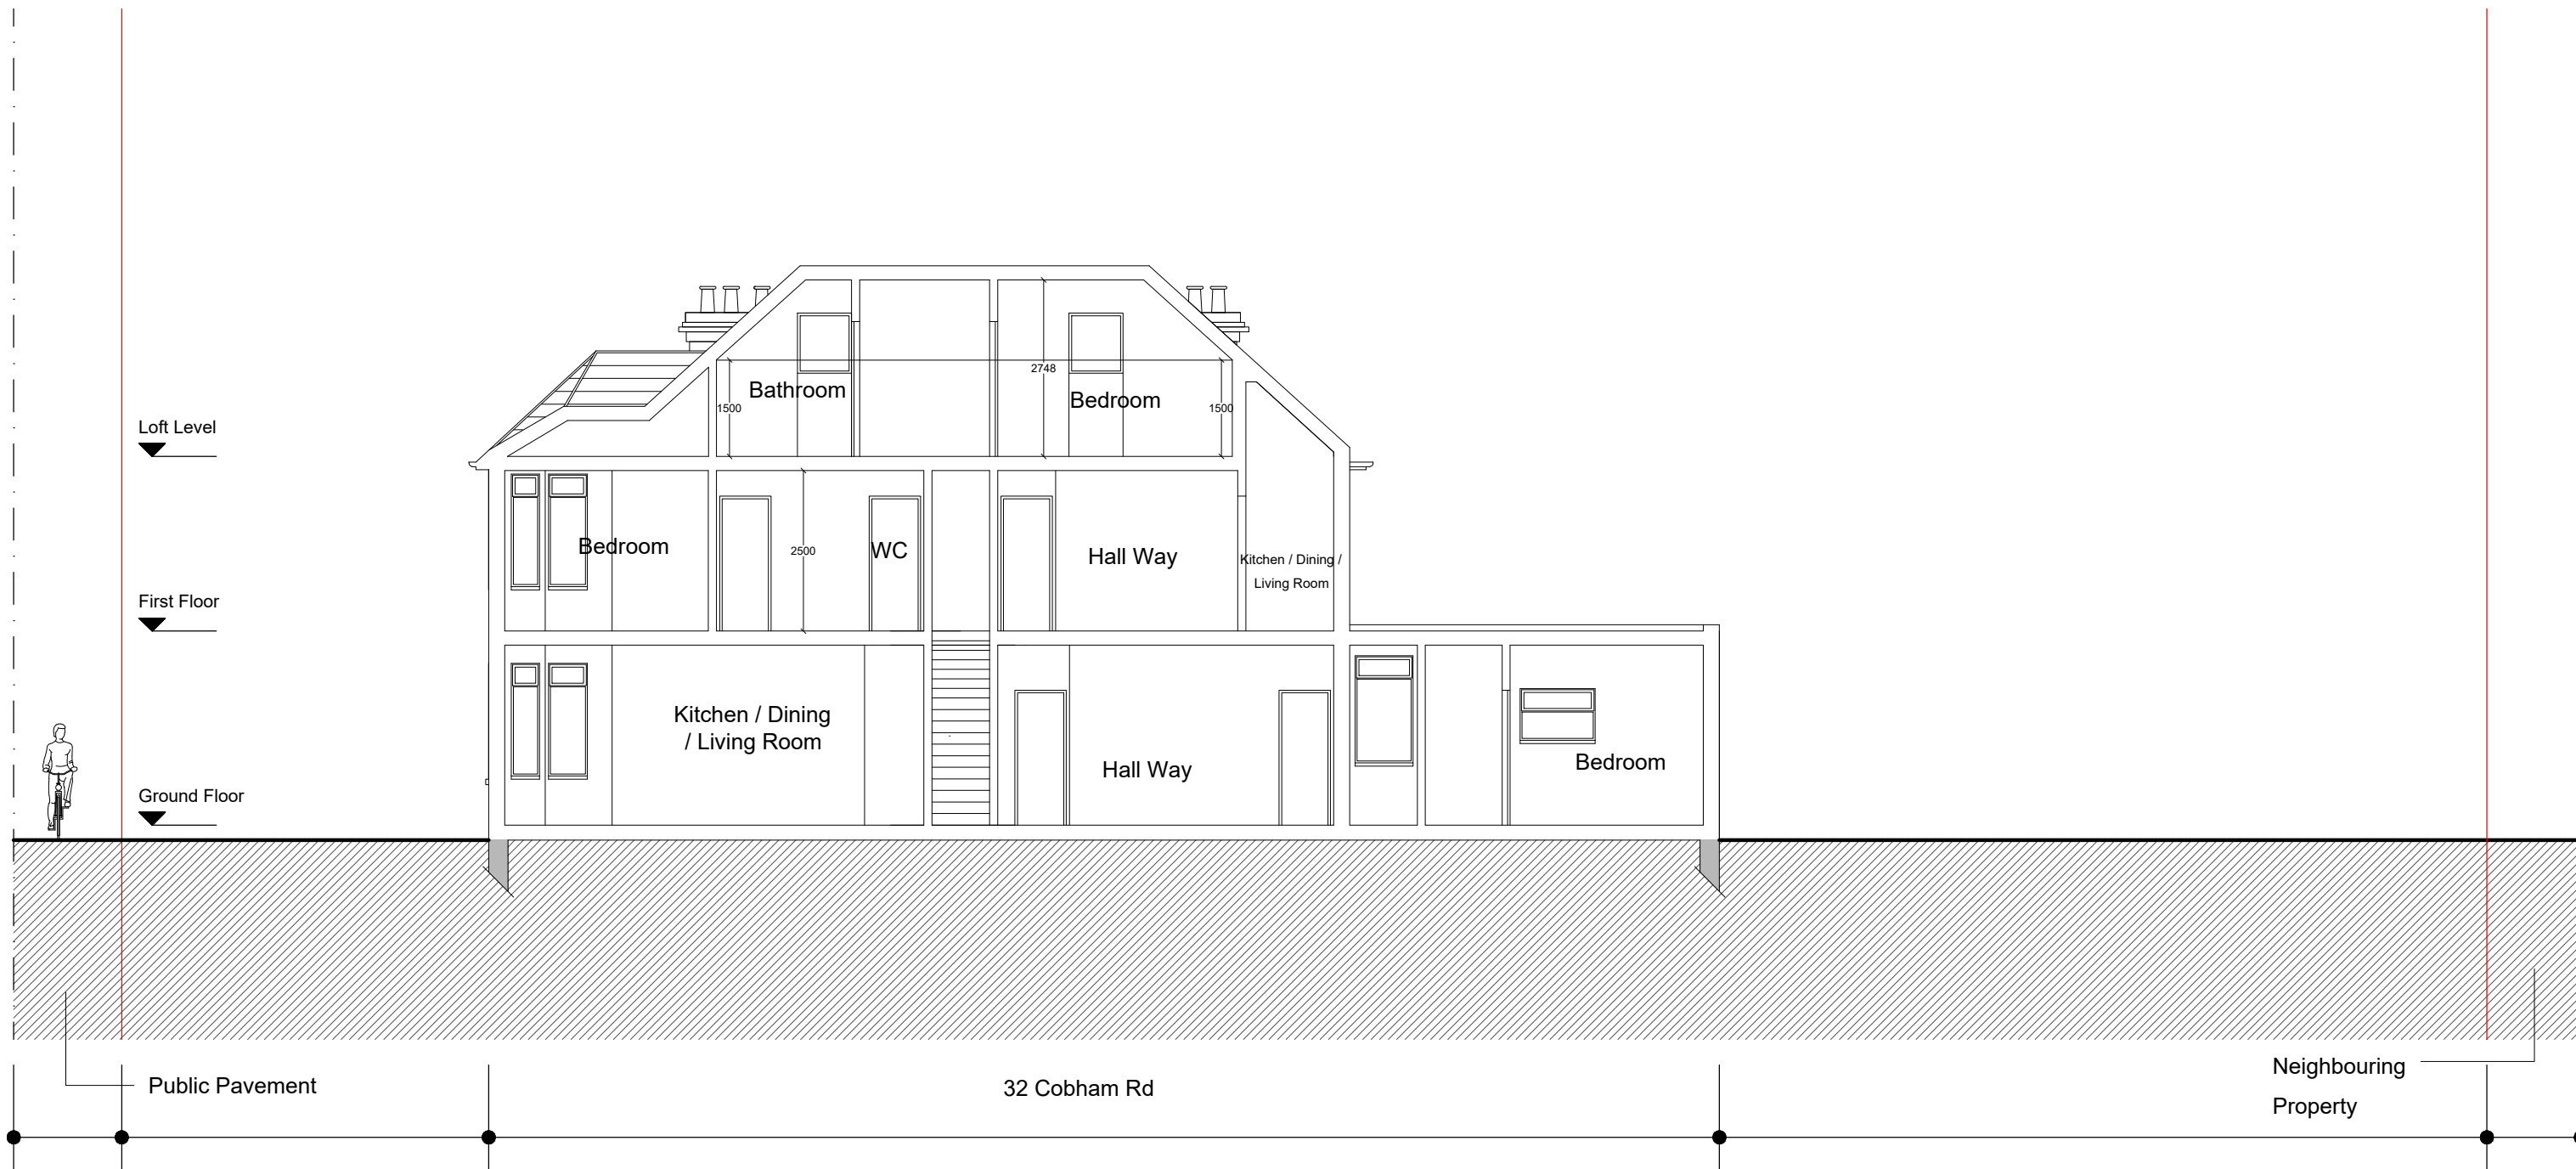 2748
Bathroom
Bedroom
1500
1500
Loft Level
Bedroom
2500
WC
Hall Way
Kitchen / Dining /
Living Room
First Floor
Kitchen / Dining
/ Living Room
Hall Way
Bedroom
Ground Floor
Public Pavement
32 Cobham Rd
Neighbouring
Property